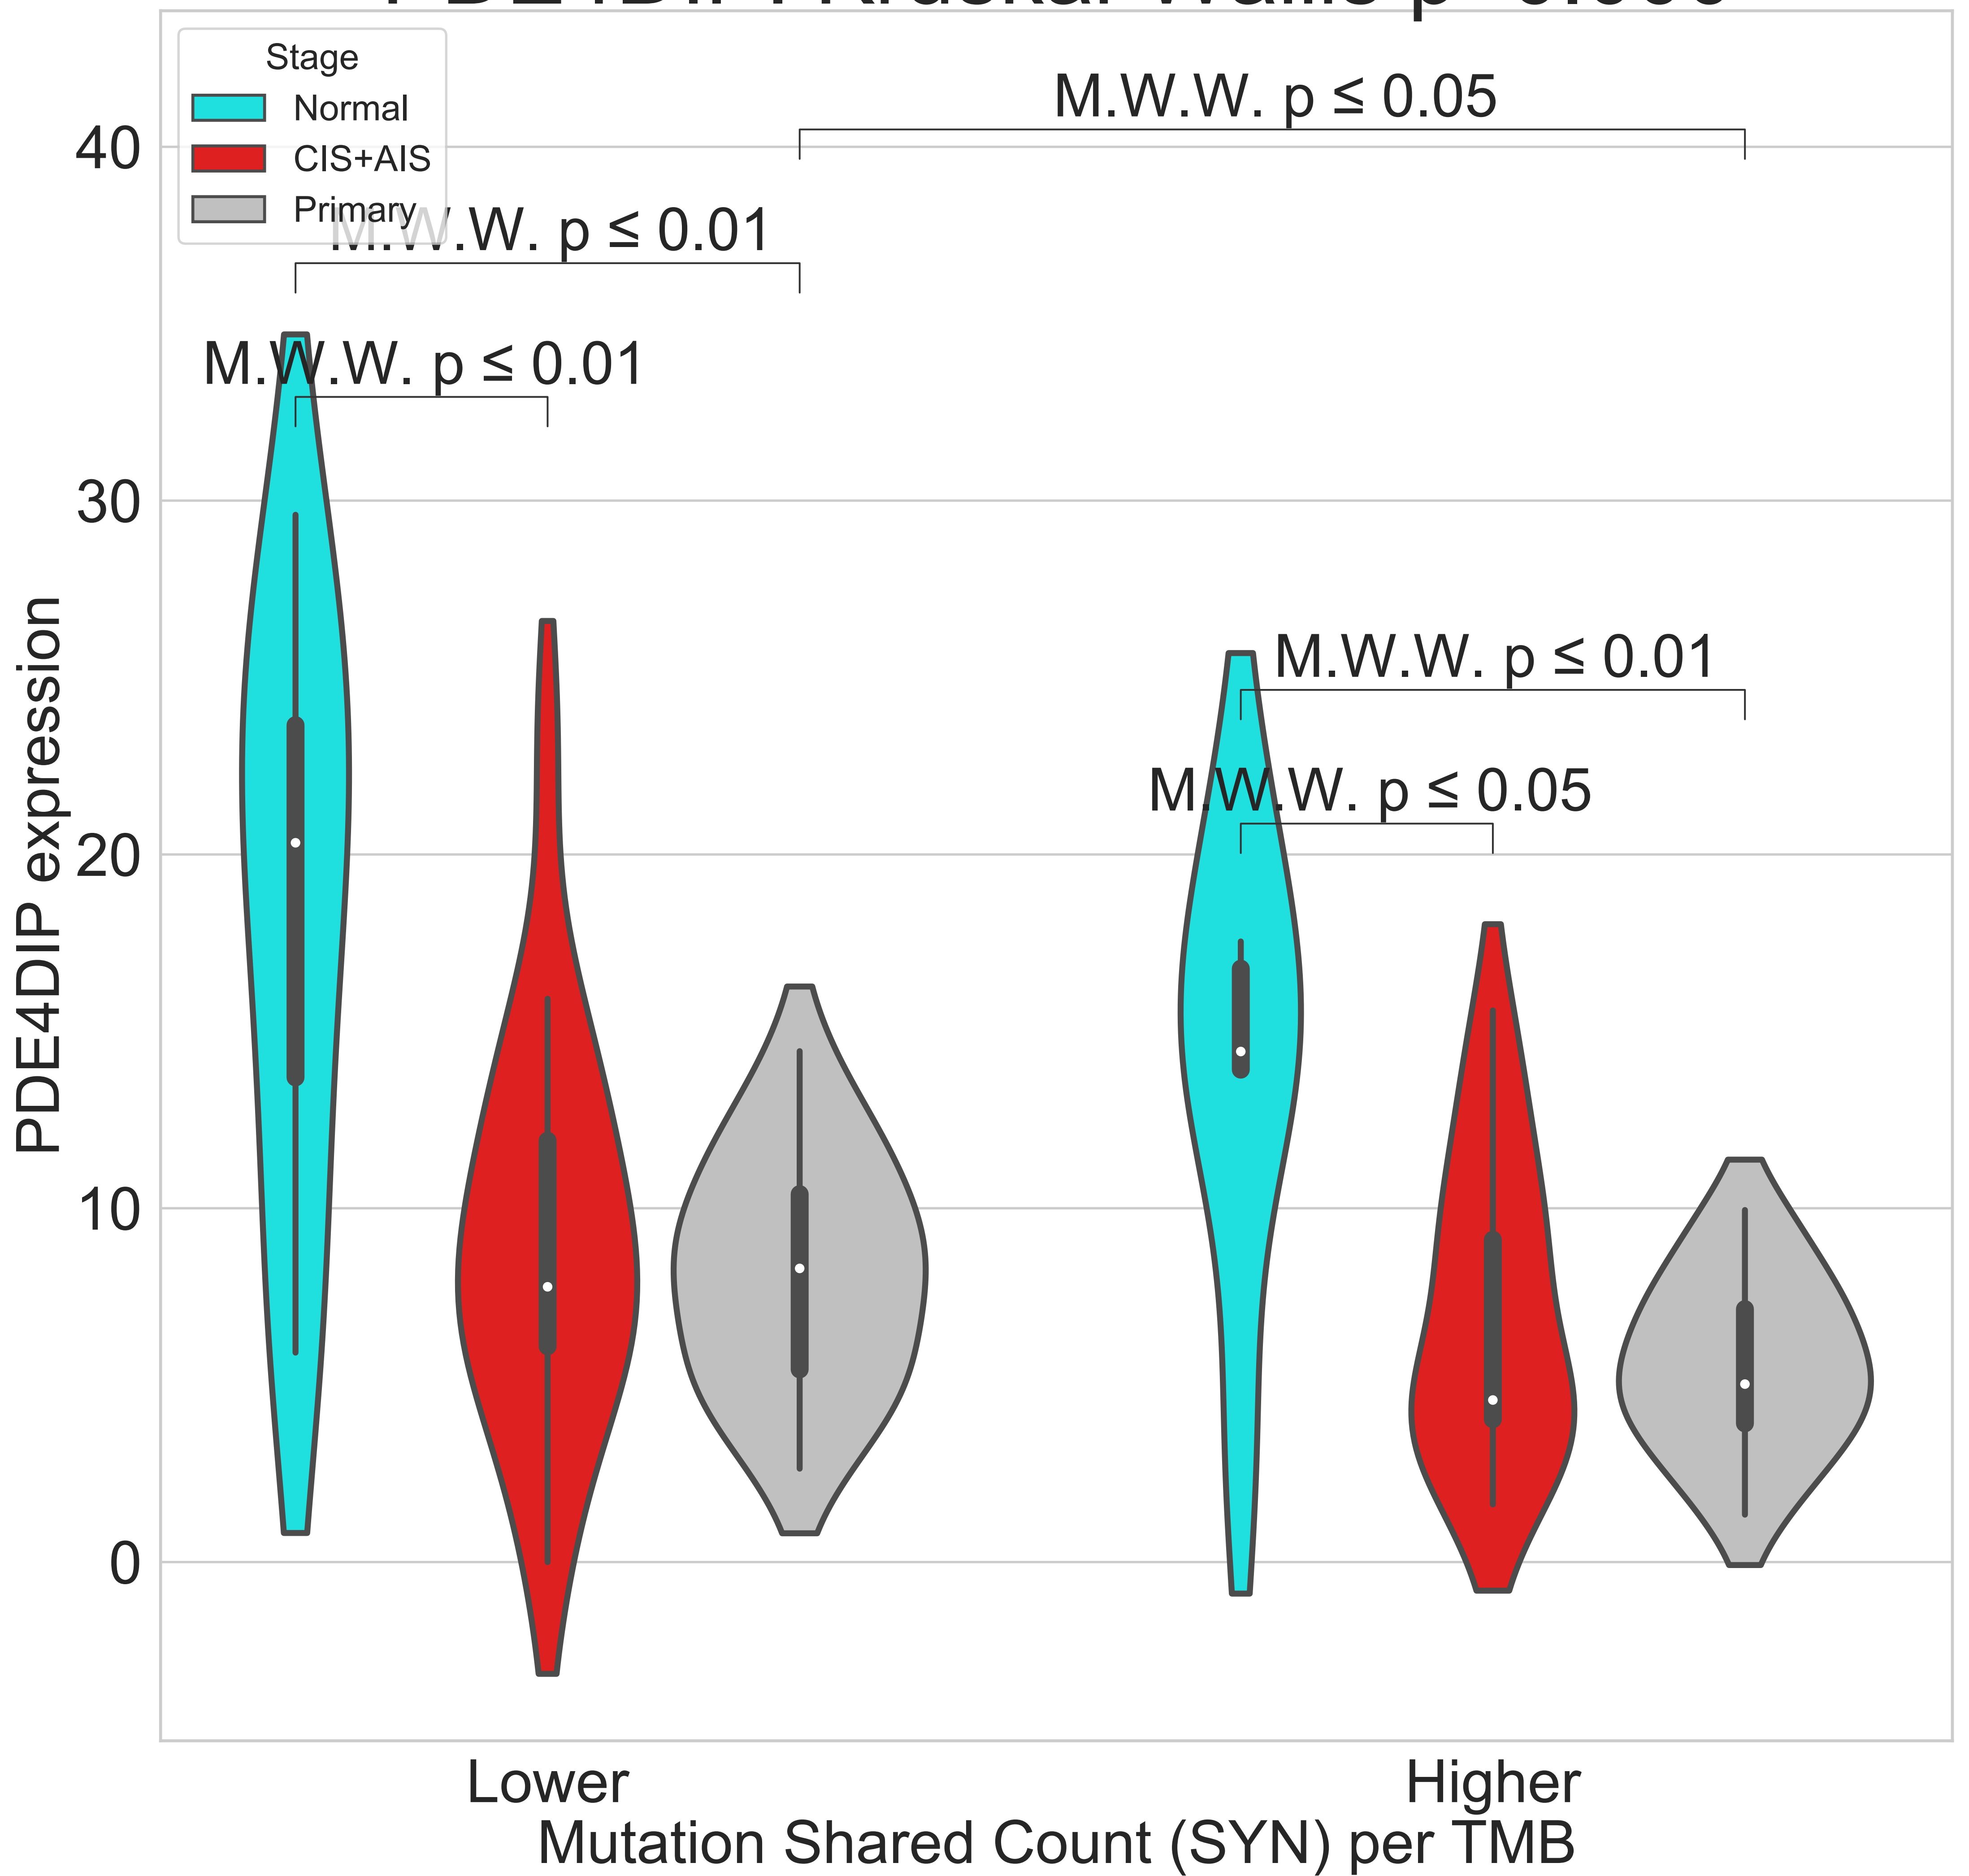 Stage
Normal
CIS+AIS
Primary
M.W.W. p ≤ 0.05
M.W.W. p ≤ 0.01
M.W.W. p ≤ 0.01
M.W.W. p ≤ 0.01
M.W.W. p ≤ 0.05
40
30
20
10
0
PDE4DIP expression
Lower
Higher
Mutation Shared Count (SYN) per TMB